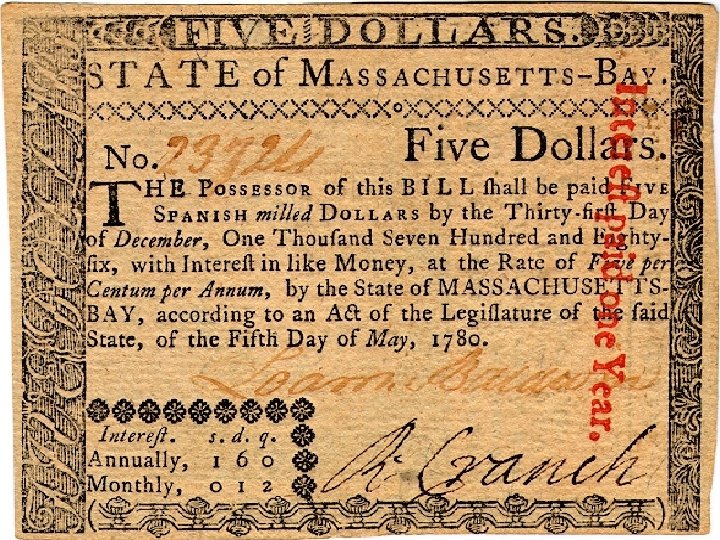 FIVE DOLLARS.
STATE of MASSACHUSETTS-BAY.
Five Dollars.
No.
THE POSSESSOR of this BILL ſhall be paid FIVE
SPANISH milled DOLLARS by the Thirty-firſt Day
of December, One Thouſand Seven Hundred and Eighty-
ſix, with Intereſt in like Money, at the Rate of Five per
Centum per Annum, by the State of MASSACHUSETTS-
BAY, according to an Act of the Legiſlature of the ſaid
State, of the Fifth Day of May, 1780.
Loammi Baldwin
Intereſt. s. d. q.
Annually, 1 6 0
Monthly, 0 1 2
R. Cranch
Intereſt paid one Year.